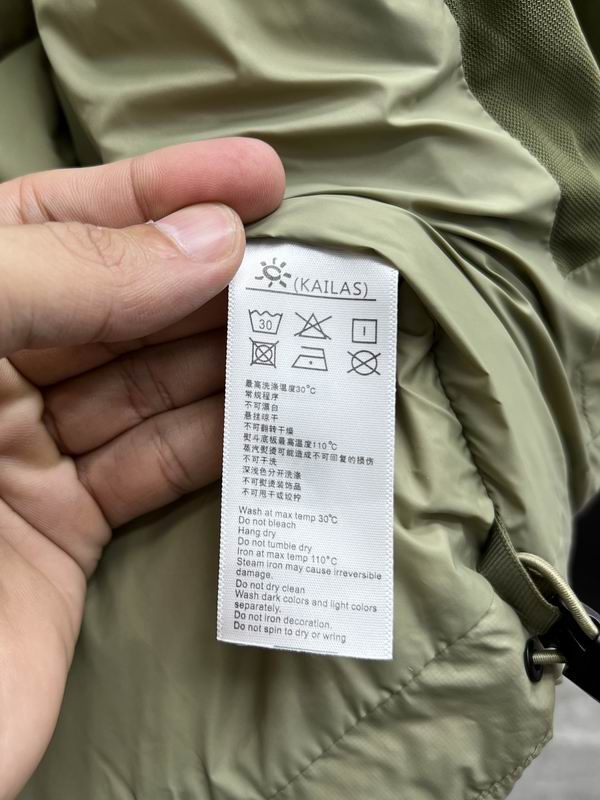 (KAILAS)
30
最高洗涤温度30℃
常规程序
不可漂白
悬挂晾干
不可翻转干燥
熨斗底板最高温度110℃
蒸汽熨烫可能造成不可回复的损伤
不可干洗
深浅色分开洗涤
不可熨烫装饰品
不可甩干或绞拧
Wash at max temp 30℃
Do not bleach
Hang dry
Do not tumble dry
Iron at max temp 110℃
Steam iron may cause irreversible
damage.
Do not dry clean
Wash dark colors and light colors
separately.
Do not iron decoration.
Do not spin to dry or wring